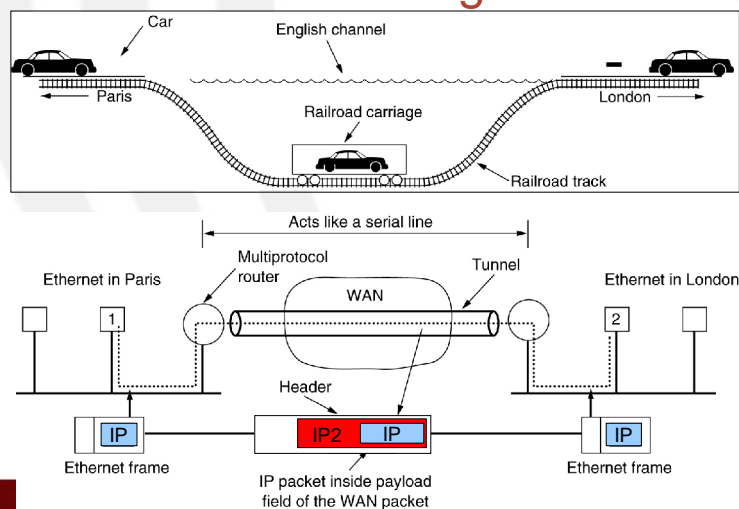 Car
English channel
Paris
London
Railroad carriage
Railroad track
Acts like a serial line
Multiprotocol
router
Tunnel
Ethernet in Paris
Ethernet in London
WAN
1
2
Header
IP
IP2
IP
IP
Ethernet frame
Ethernet frame
IP packet inside payload
field of the WAN packet